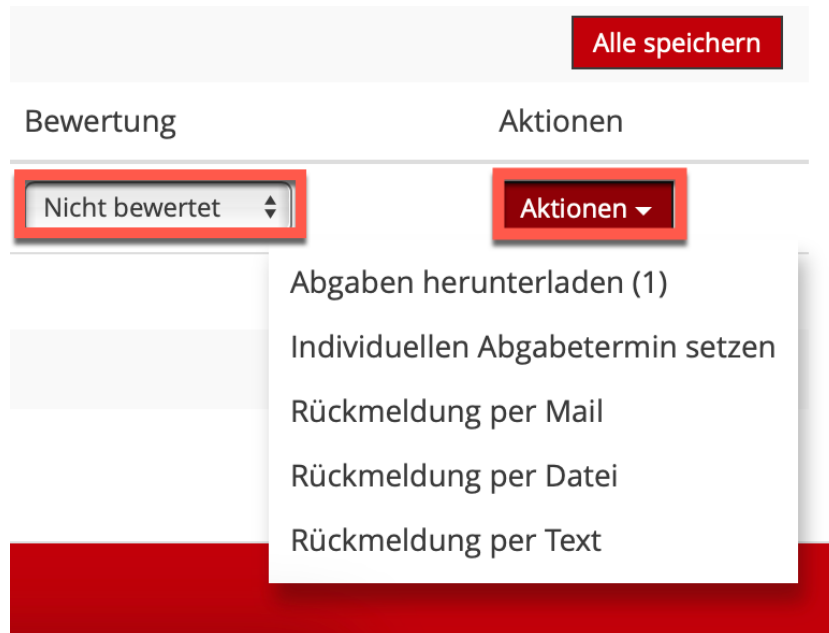 Alle speichern
Bewertung Aktionen
Nicht bewertet Aktionen
Abgaben herunterladen (1)
Individuellen Abgabetermin setzen
Rückmeldung per Mail
Rückmeldung per Datei
Rückmeldung per Text